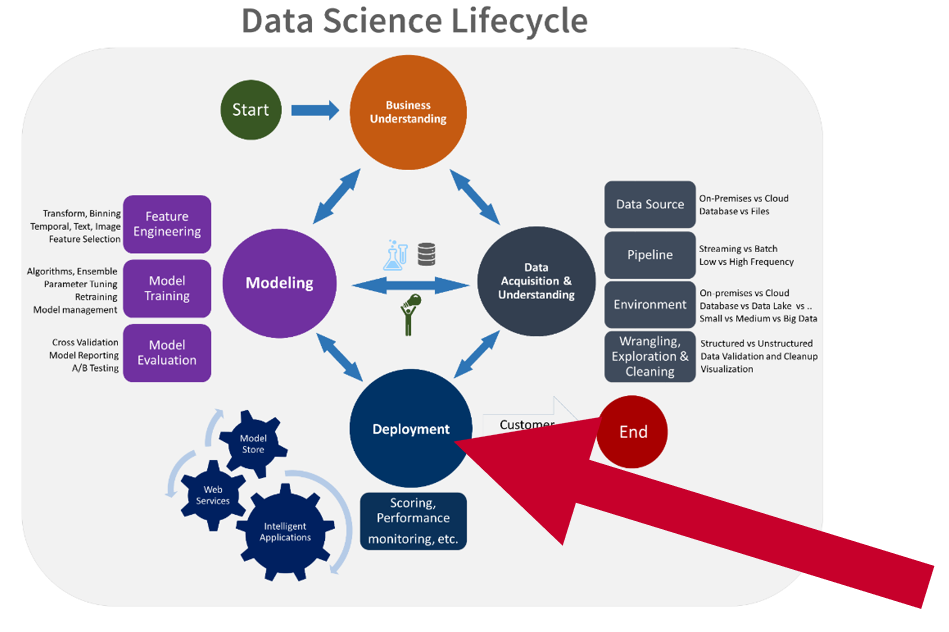 Data Science Lifecycle
Start
Business
Understanding
Transform, Binning
Temporal, Text, Image
Feature Selection
Feature
Engineering
Algorithms, Ensemble
Parameter Tuning
Retraining
Model management
Model
Training
Cross Validation
Model Reporting
A/B Testing
Model
Evaluation
Modeling
Data
Acquisition &
Understanding
Data Source
On-Premises vs Cloud
Database vs Files
Pipeline
Streaming vs Batch
Low vs High Frequency
Environment
On-premises vs Cloud
Database vs Data Lake vs ..
Small vs Medium vs Big Data
Wrangling,
Exploration &
Cleaning
Structured vs Unstructured
Data Validation and Cleanup
Visualization
Deployment
Customer
End
Model
Store
Web
Services
Intelligent
Applications
Scoring,
Performance
monitoring, etc.